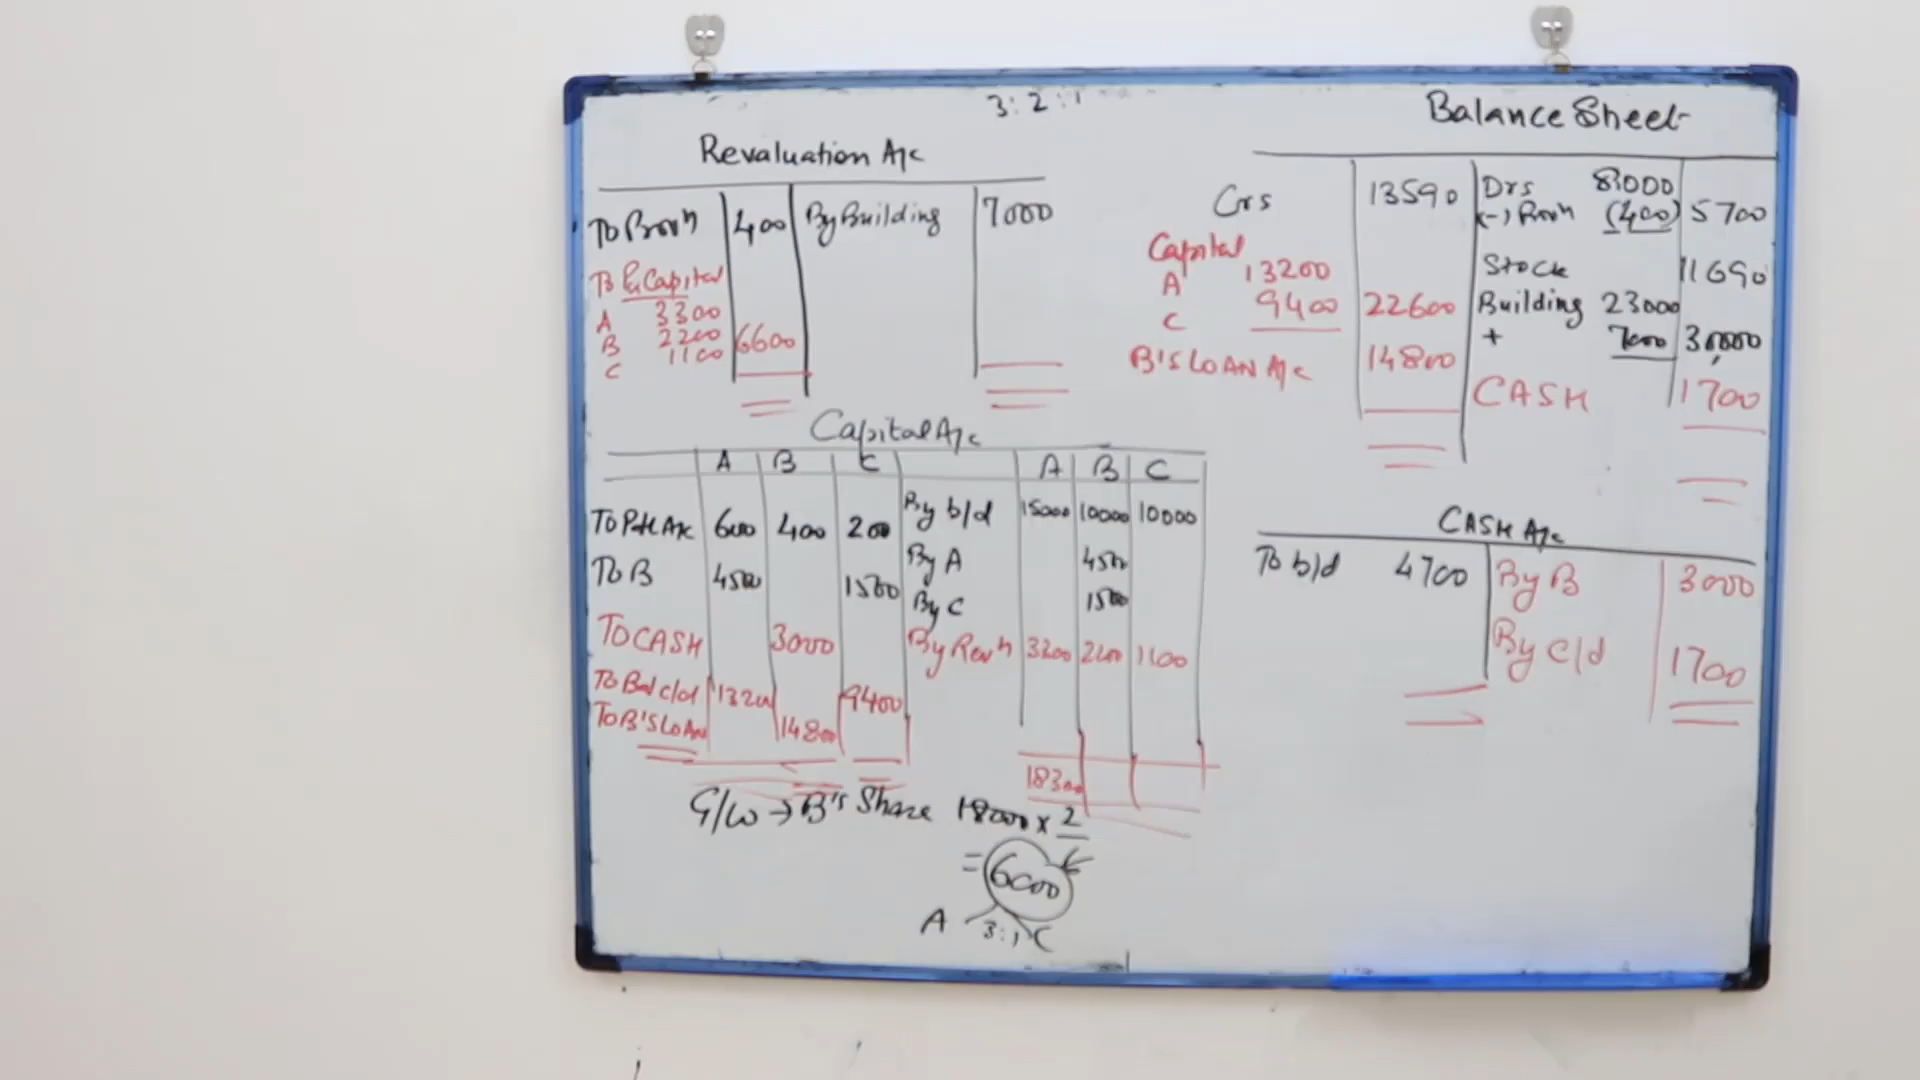 3:2:1
Revaluation A/c
To Provn 400 By Building 7000
To Pr. Capital
A 3300
B 2200
C 1100 6600
Balance Sheet
Crs 13590 Drs 8000
(-) Provn (400) 5700
Capital Stock 11690
A 13200 Building 23000
C 9400 22600 + 7000 30,000
B'S LOAN A/c 14800 CASH 1700
Capital A/c
A B C A B C
To P&L A/c 600 400 200 By b/d 15000 10000 10000
To B 4500 1500 By A 4500
By C 1500
To CASH 3000 By Revn 3300 2200 1100
To Bal c/d 13200 9400
To B'S LOAN 14800
18300
CASH A/c
To b/d 4700 By B 3000
By C/d 1700
G/w → B's Share 18000 x 2
= 6000
A 3:1 C